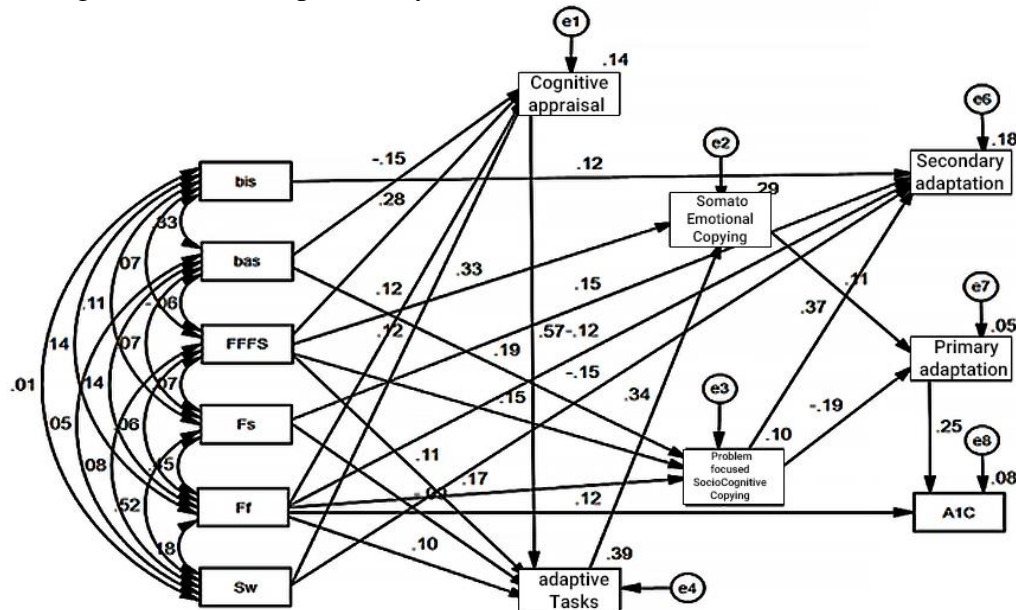 e1
.14
Cognitive
appraisal
e6
e2
.18
-.15
.12
Secondary
adaptation
bis
.29
Somato
Emotional
Copying
.28
.33
bas
.33
e7
.07
.12
.15
.11
.11
-.06
.37
.05
FFFS
.12
.57
-.12
Primary
adaptation
.14
.07
.19
.01
.14
.07
-.15
e3
.34
.15
.05
.06
Fs
-.19
.10
.25
e8
.08
.11
Problem
focused
SocioCognitive
Copying
.45
.17
.52
Ff
-.09
.12
.08
A1C
.18
.10
.39
Sw
adaptive
Tasks
e4